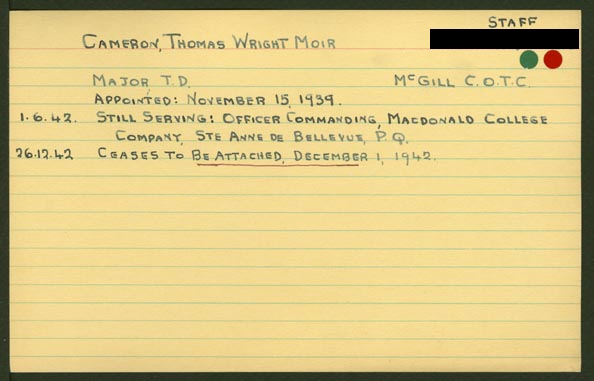 STAFF
CAMERON, THOMAS WRIGHT MOIR
MAJOR T.D. McGILL C.O.T.C.
APPOINTED: NOVEMBER 15, 1939.
1.6.42. STILL SERVING: OFFICER COMMANDING, MACDONALD COLLEGE
COMPANY, STE ANNE DE BELLEVUE, P.Q.
26.12.42 CEASES TO BE ATTACHED, DECEMBER 1, 1942.